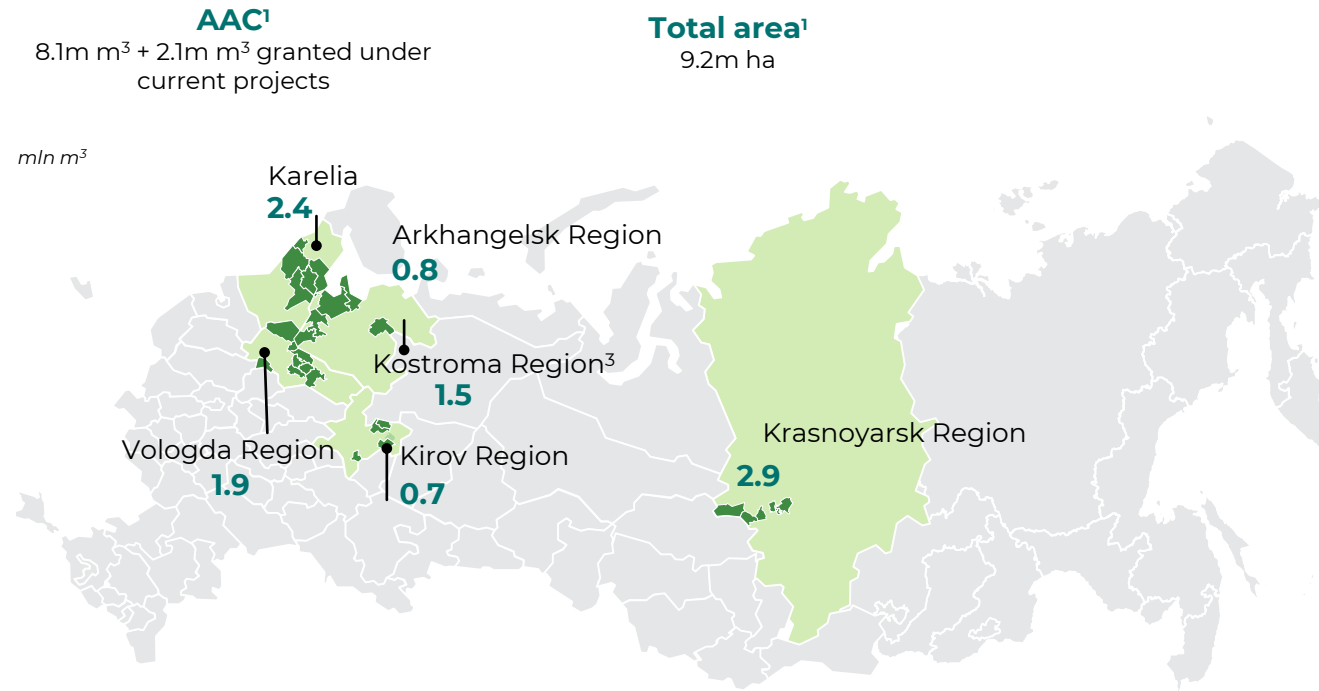 AAC¹
8.1m m³ + 2.1m m³ granted under
current projects
Total area¹
9.2m ha
mln m³
Karelia
2.4
Arkhangelsk Region
0.8
Kostroma Region³
1.5
Vologda Region
1.9
Kirov Region
0.7
Krasnoyarsk Region
2.9